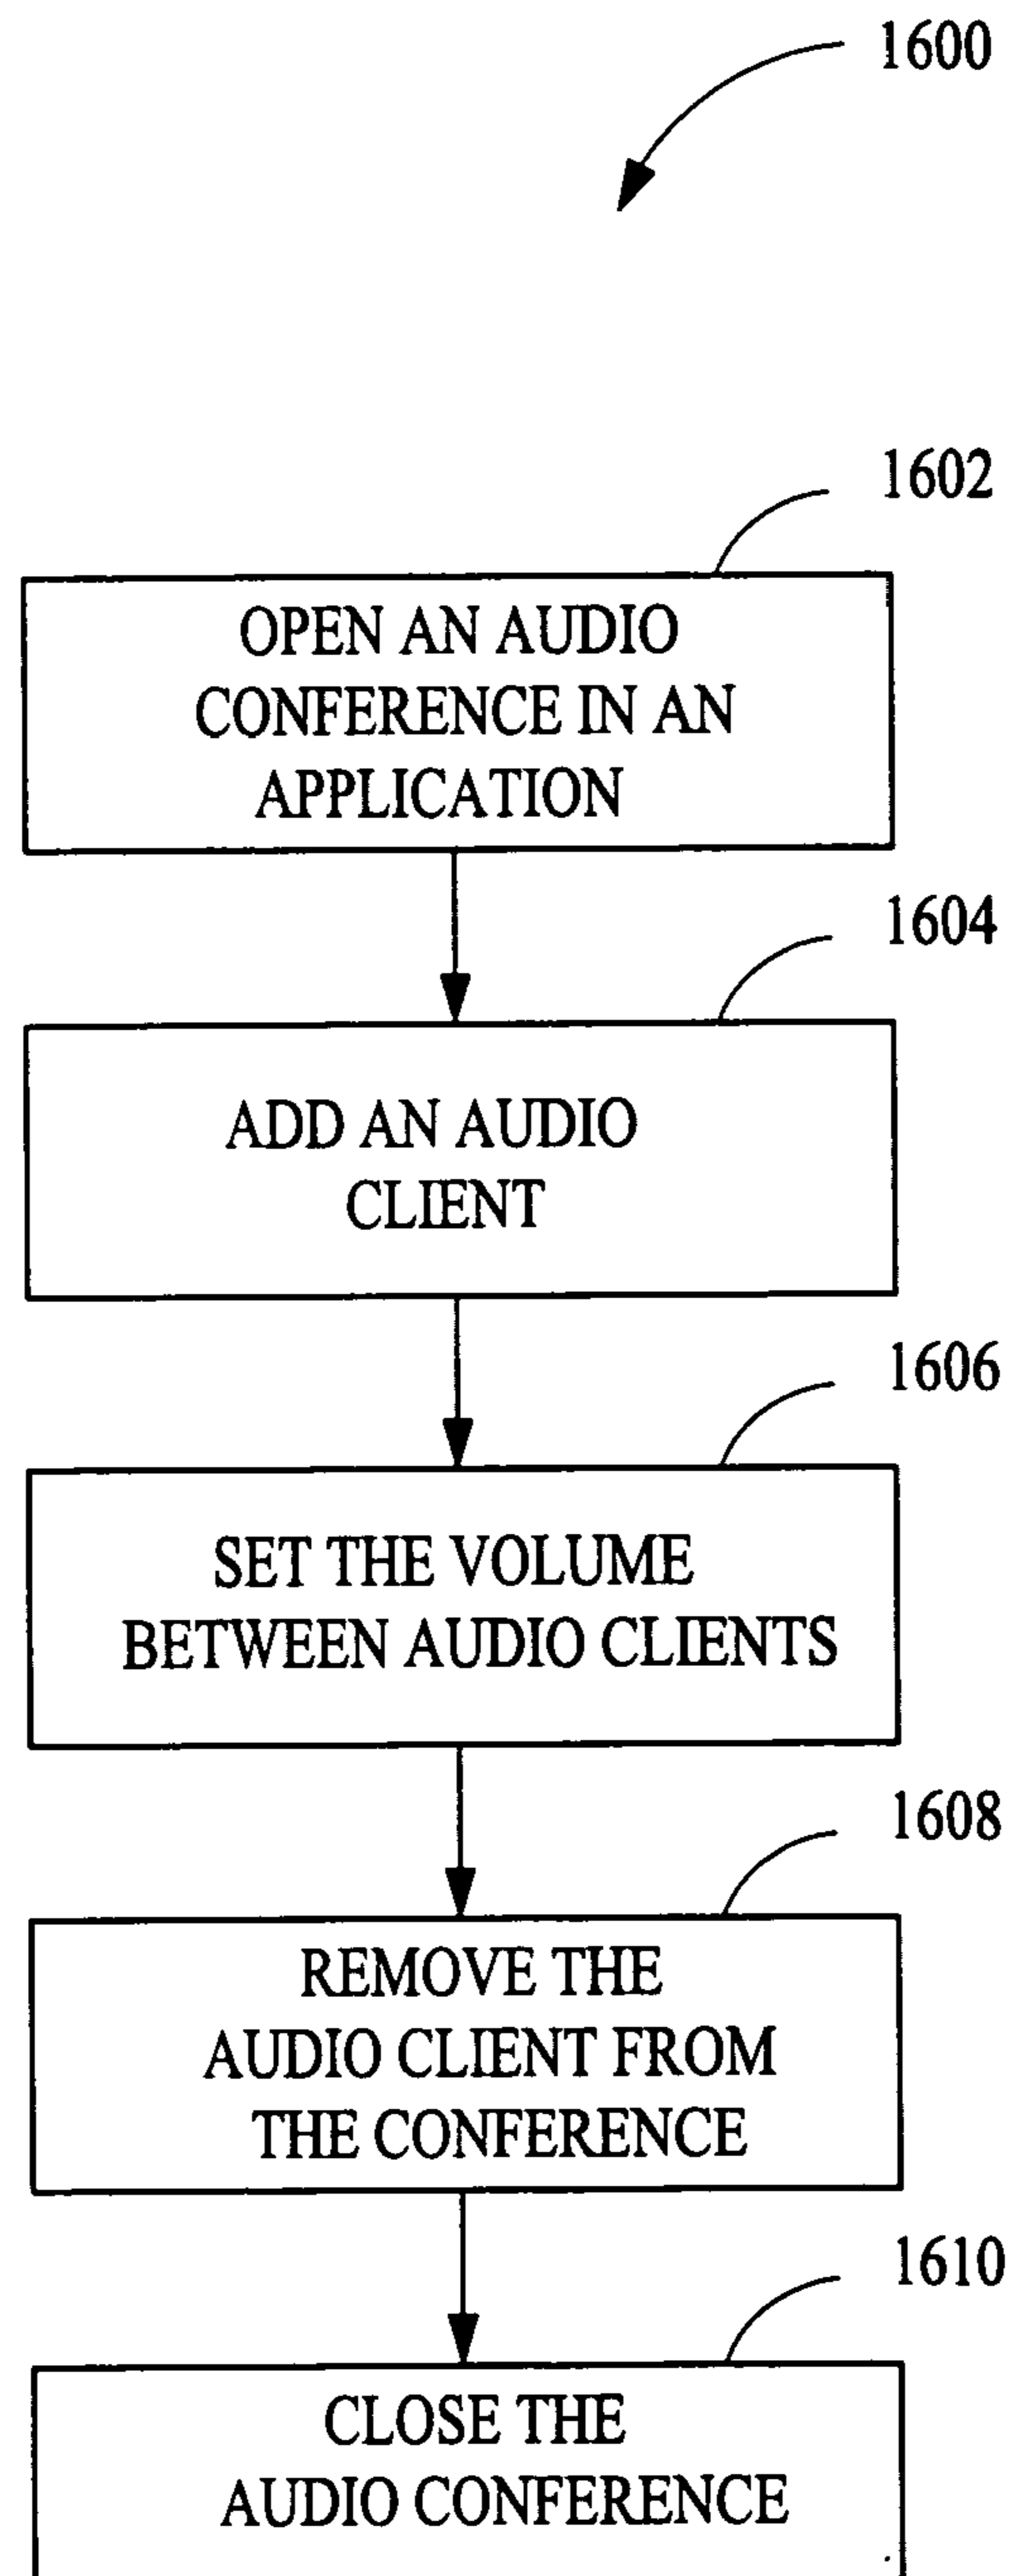 1600
1602
OPEN AN AUDIO
CONFERENCE IN AN
APPLICATION
1604
ADD AN AUDIO
CLIENT
1606
SET THE VOLUME
BETWEEN AUDIO CLIENTS
1608
REMOVE THE
AUDIO CLIENT FROM
THE CONFERENCE
1610
CLOSE THE
AUDIO CONFERENCE